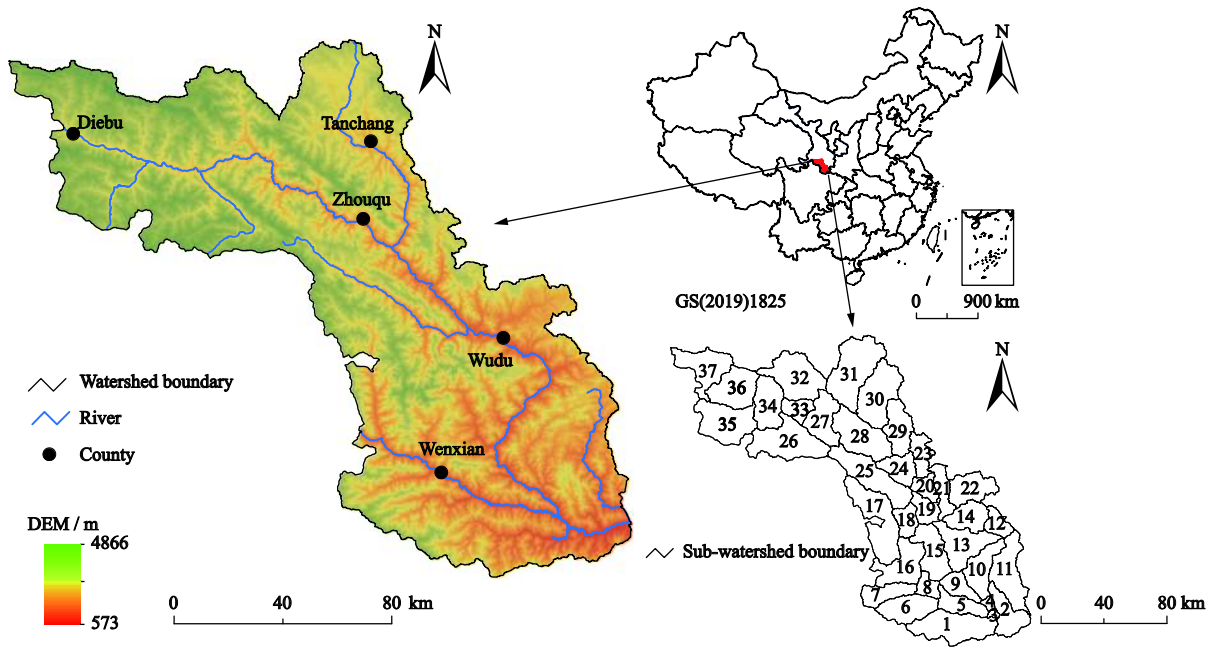 N
Diebu
Tanchang
Zhouqu
Wudu
Wenxian
Watershed boundary
River
County
DEM / m
4866
573
0 40 80 km
N
GS(2019)1825
0 900 km
N
37
36
35
34
33
32
31
30
29
28
27
26
25
24
23
22
21
20
19
18
17
16
15
14
13
12
11
10
9
8
7
6
5
4
3
2
1
Sub-watershed boundary
0 40 80 km